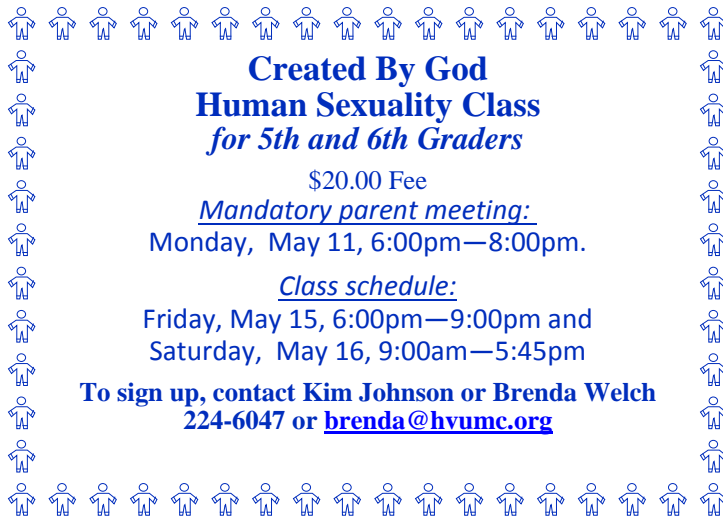 Created By God
Human Sexuality Class
for 5th and 6th Graders
$20.00 Fee
Mandatory parent meeting:
Monday,  May 11, 6:00pm—8:00pm.
Class schedule:
Friday, May 15, 6:00pm—9:00pm and
Saturday,  May 16, 9:00am—5:45pm
To sign up, contact Kim Johnson or Brenda Welch
224-6047 or brenda@hvumc.org